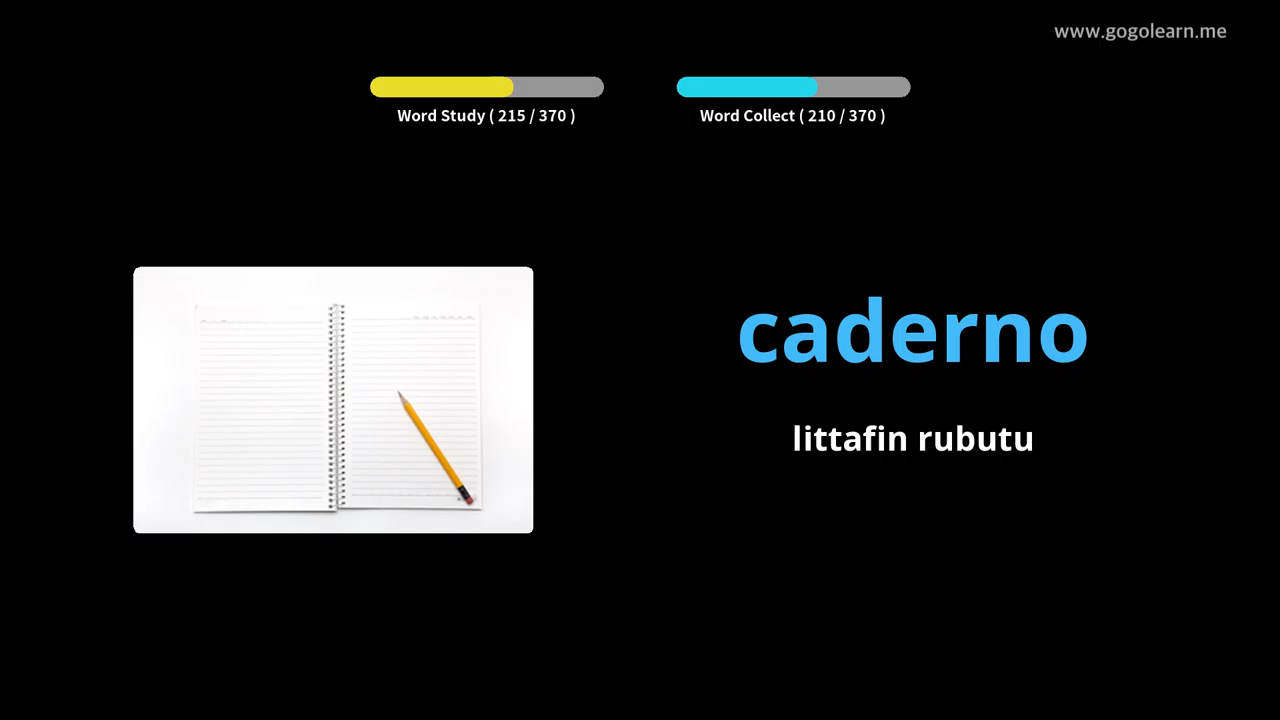 www.gogolearn.me
Word Study ( 215 / 370 )
Word Collect ( 210 / 370 )
caderno
littafin rubutu